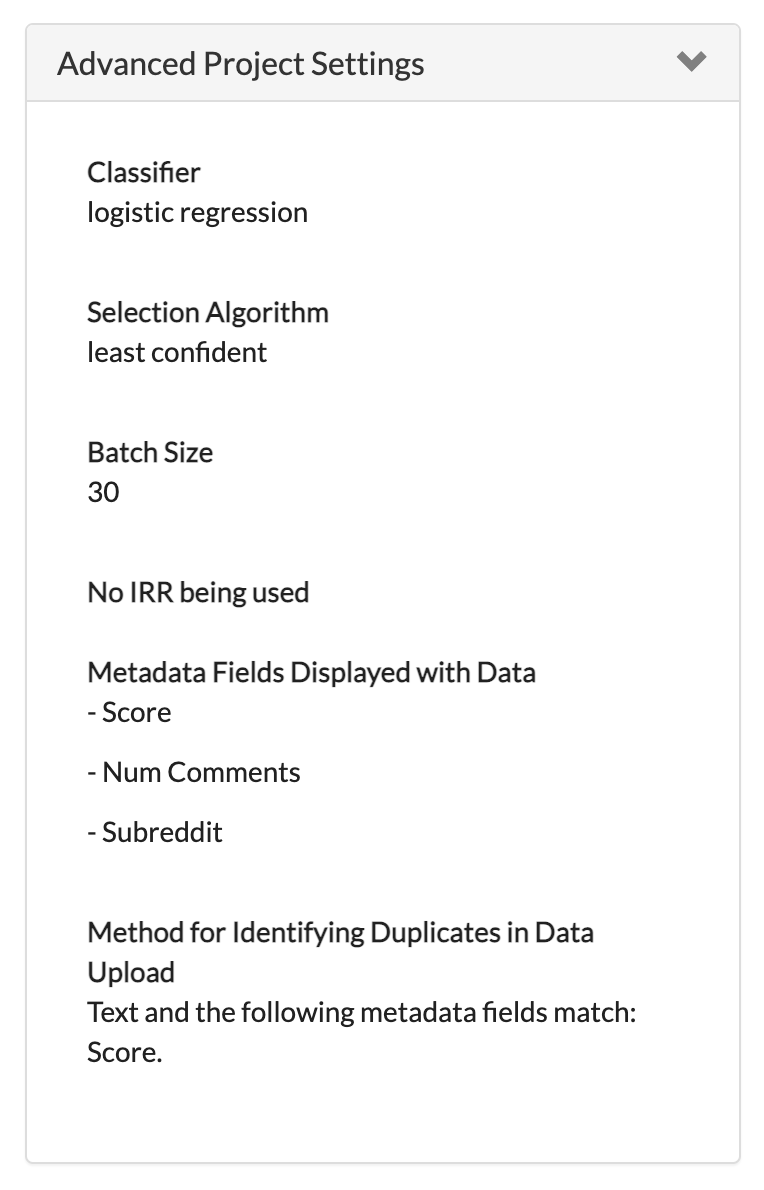 Advanced Project Settings
Classifier
logistic regression
Selection Algorithm
least confident
Batch Size
30
No IRR being used
Metadata Fields Displayed with Data
- Score
- Num Comments
- Subreddit
Method for Identifying Duplicates in Data
Upload
Text and the following metadata fields match:
Score.